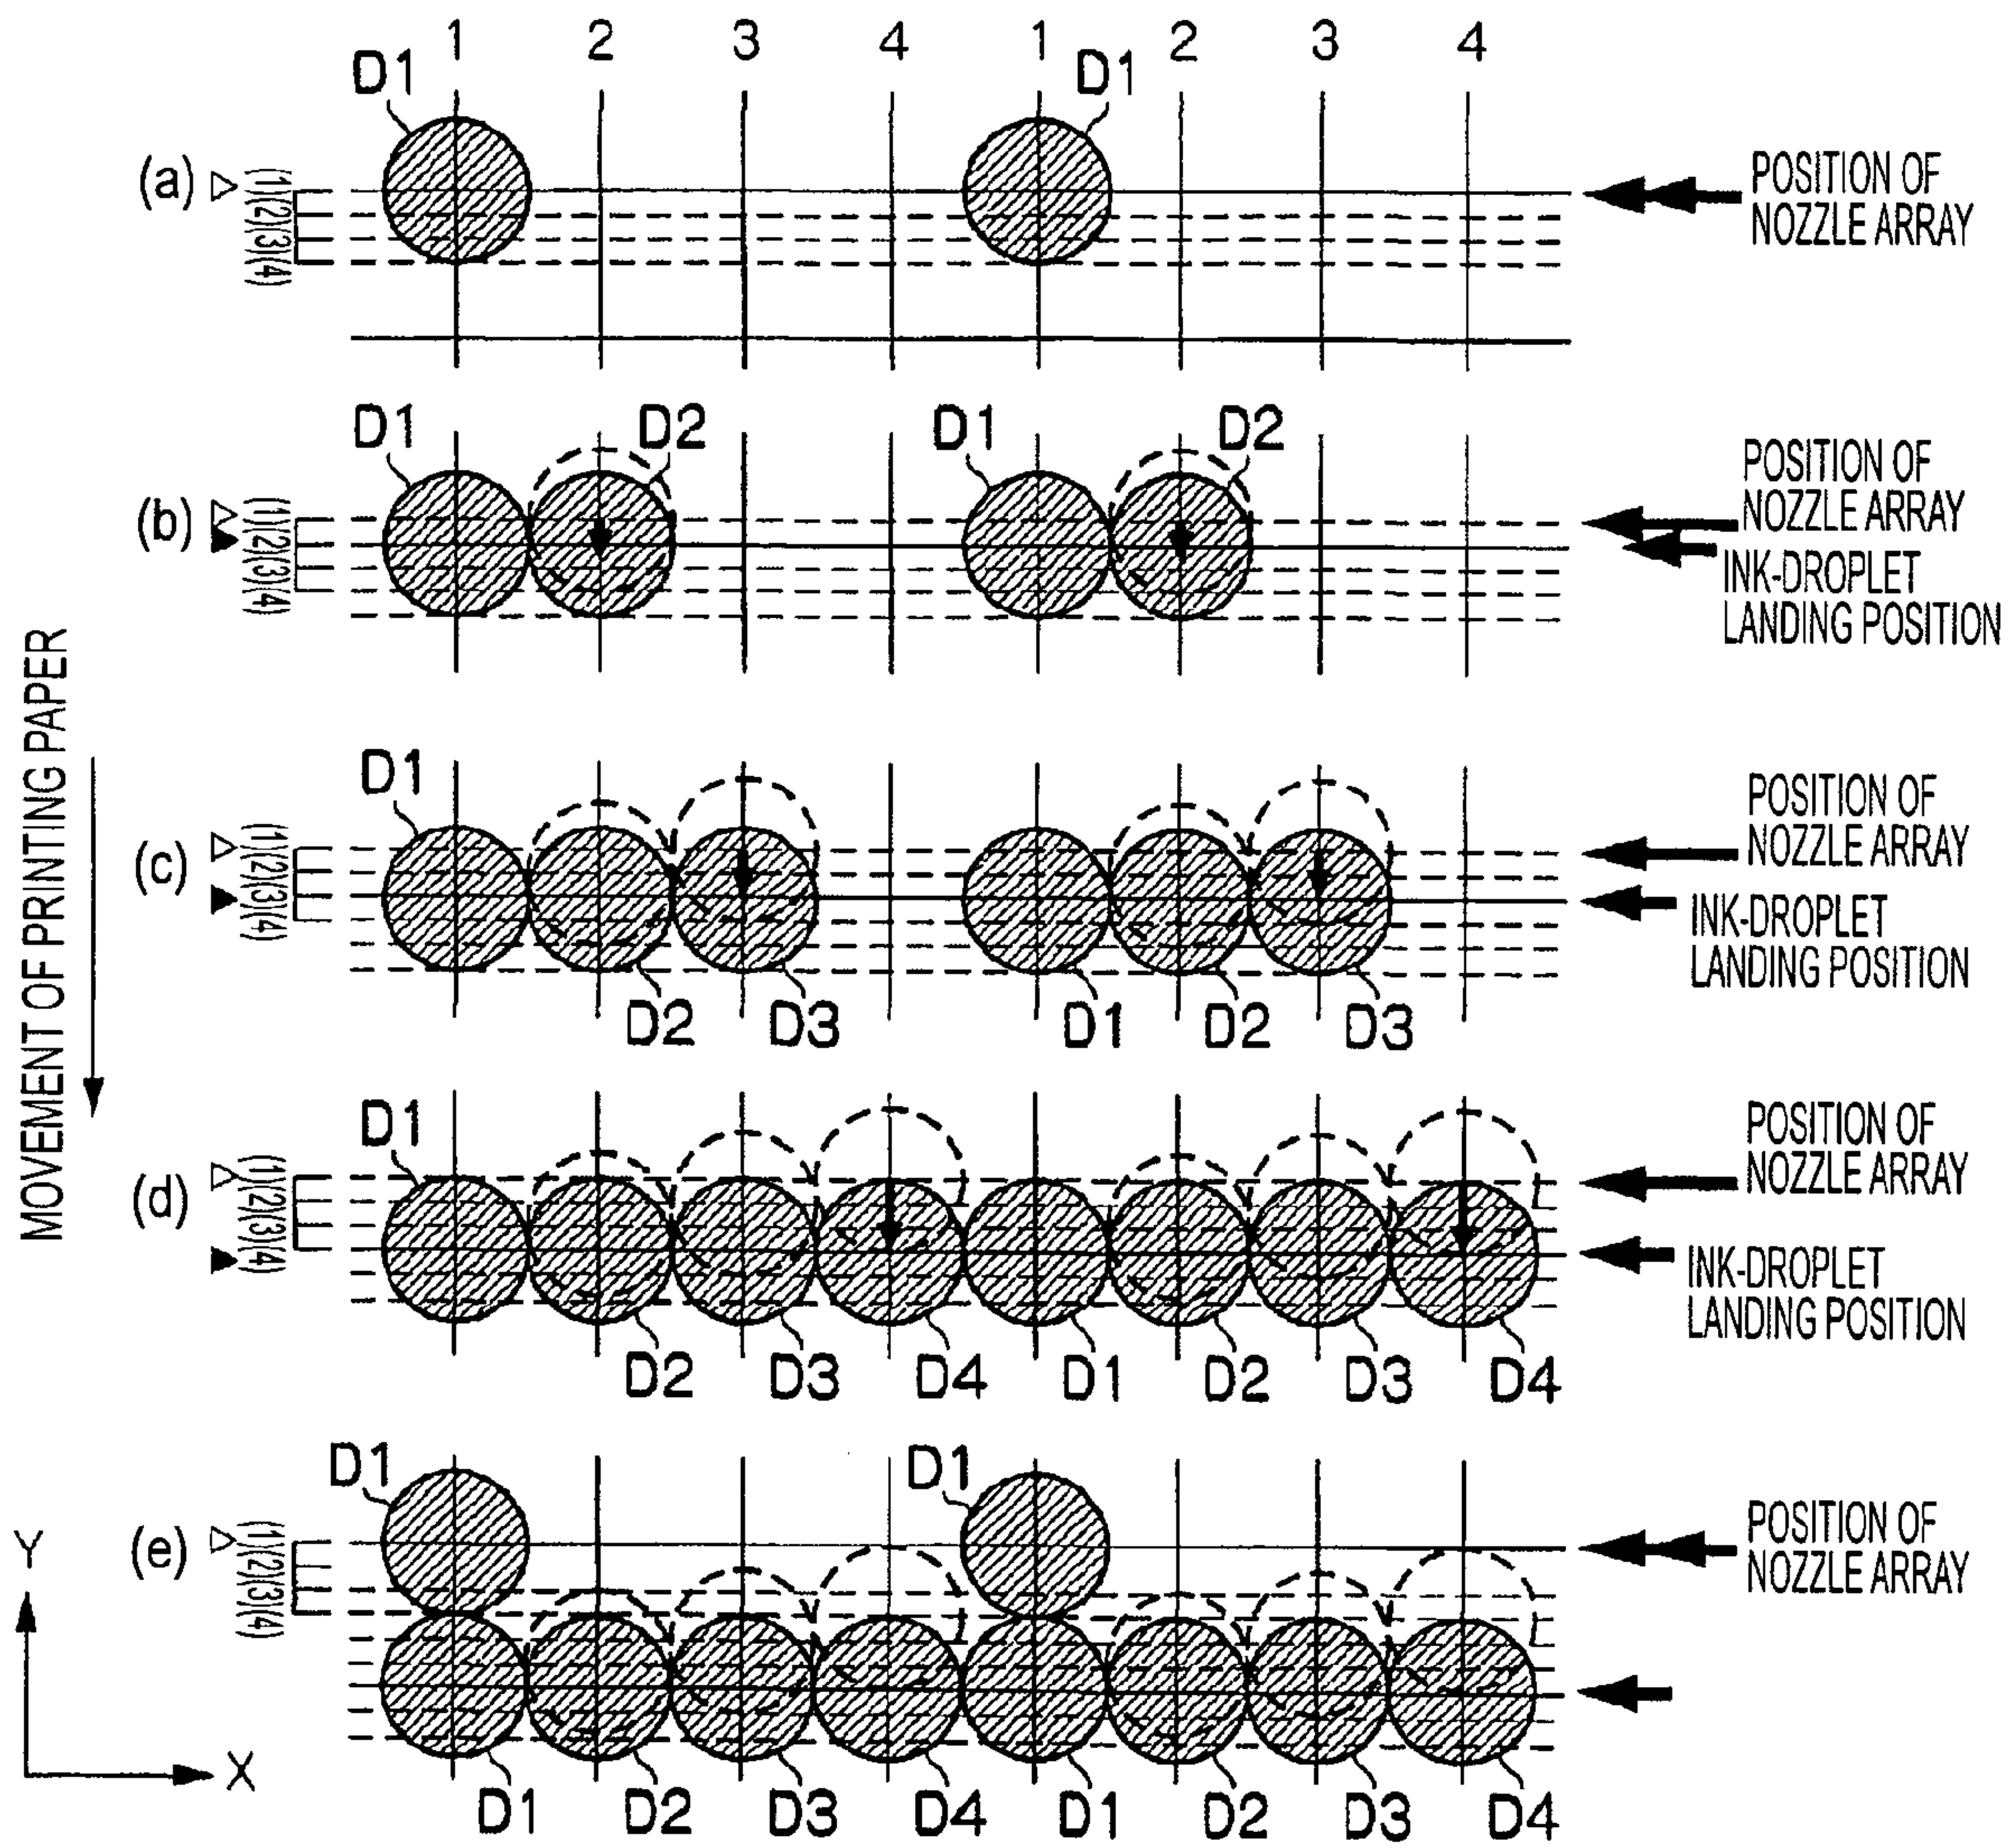 1 2 3 4 1 2 3 4
D1 D1
(a) (1)(2)(3)(4)
POSITION OF
NOZZLE ARRAY
D1 D2 D1 D2
(b) (1)(2)(3)(4)
POSITION OF
NOZZLE ARRAY
INK-DROPLET
LANDING POSITION
MOVEMENT OF PRINTING PAPER
D1
(c) (1)(2)(3)(4)
POSITION OF
NOZZLE ARRAY
INK-DROPLET
LANDING POSITION
D2 D3 D1 D2 D3
D1
(d) (1)(2)(3)(4)
POSITION OF
NOZZLE ARRAY
INK-DROPLET
LANDING POSITION
D2 D3 D4 D1 D2 D3 D4
D1 D1
(e) (1)(2)(3)(4)
POSITION OF
NOZZLE ARRAY
Y
X
D1 D2 D3 D4 D1 D2 D3 D4